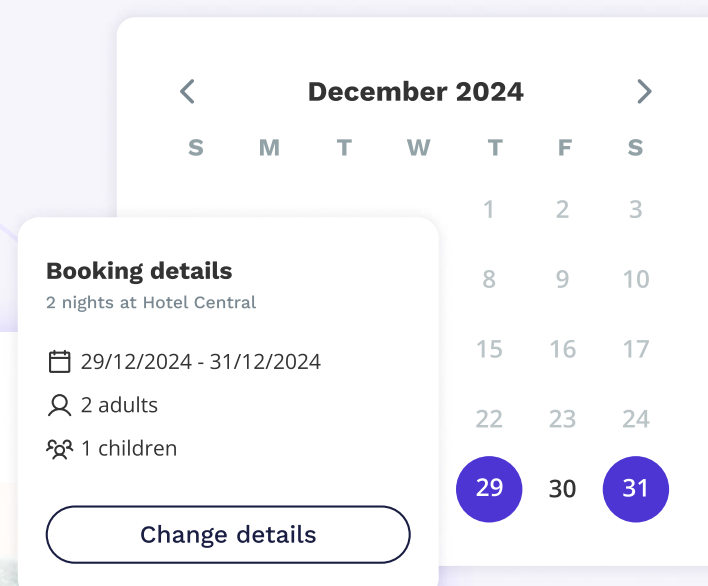 December 2024
S M T W T F S
1 2 3
8 9 10
15 16 17
22 23 24
29 30 31
Booking details
2 nights at Hotel Central
29/12/2024 - 31/12/2024
2 adults
1 children
Change details